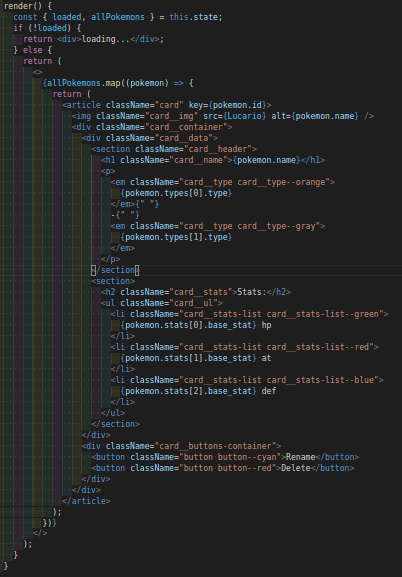 render() {
const { loaded, allPokemons } = this.state;
if (!loaded) {
return <div>loading...</div>;
} else {
return (
<>
{allPokemons.map((pokemon) => {
return (
<article className="card" key={pokemon.id}>
<img className="card__img" src={Lucario} alt={pokemon.name} />
<div className="card__container">
<div className="card__data">
<section className="card__header">
<h1 className="card__name">{pokemon.name}</h1>
<p>
<em className="card__type card__type--orange">
{pokemon.types[0].type}
</em>{" "}
-{" "}
<em className="card__type card__type--gray">
{pokemon.types[1].type}
</em>
</p>
</section>
<section>
<h2 className="card__stats">Stats:</h2>
<ul className="card__ul">
<li className="card__stats-list card__stats-list--green">
{pokemon.stats[0].base_stat} hp
</li>
<li className="card__stats-list card__stats-list--red">
{pokemon.stats[1].base_stat} at
</li>
<li className="card__stats-list card__stats-list--blue">
{pokemon.stats[2].base_stat} def
</li>
</ul>
</section>
</div>
<div className="card__buttons-container">
<button className="button button--cyan">Rename</button>
<button className="button button--red">Delete</button>
</div>
</div>
</article>
);
})}
</>
);
}
}